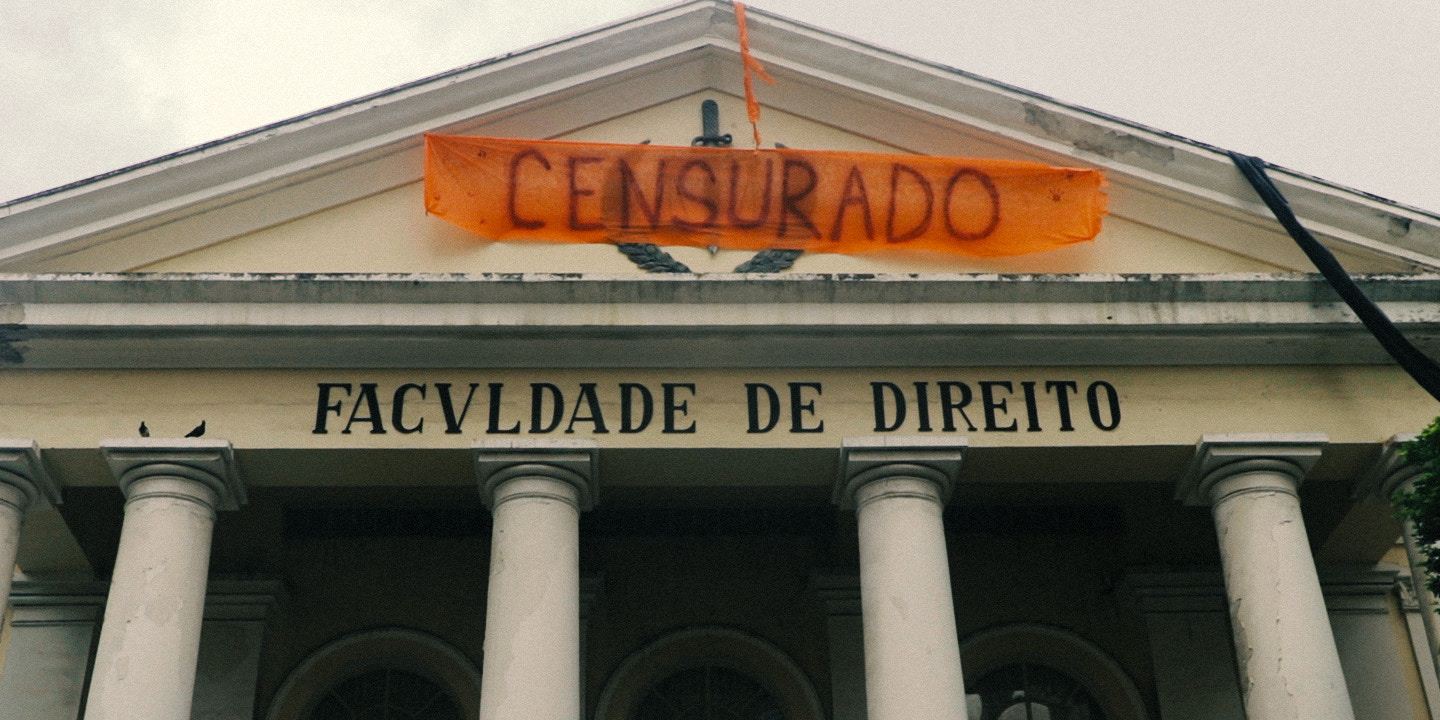 CENSURADO
FACVLDADE DE DIREITO